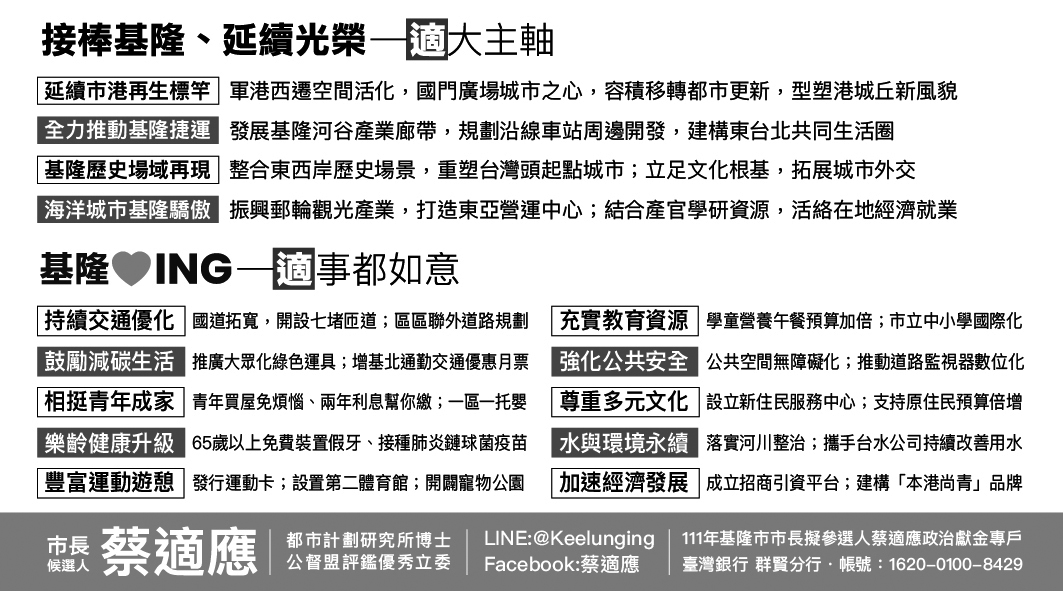 接棒基隆、延續光榮—適大主軸
延續市港再生標竿 軍港西遷空間活化，國門廣場城市之心，容積移轉都市更新，型塑港城丘新風貌
全力推動基隆捷運 發展基隆河谷產業廊帶，規劃沿線車站周邊開發，建構東台北共同生活圈
基隆歷史場域再現 整合東西岸歷史場景，重塑台灣頭起點城市；立足文化根基，拓展城市外交
海洋城市基隆驕傲 振興郵輪觀光產業，打造東亞營運中心；結合產官學研資源，活絡在地經濟就業
基隆♥ING—適事都如意
持續交通優化 國道拓寬，開設七堵匝道；區區聯外道路規劃
鼓勵減碳生活 推廣大眾化綠色運具；增基北通勤交通優惠月票
相挺青年成家 青年買屋免煩惱、兩年利息幫你繳；一區一托嬰
樂齡健康升級 65歲以上免費裝置假牙、接種肺炎鏈球菌疫苗
豐富運動遊憩 發行運動卡；設置第二體育館；開闢寵物公園
充實教育資源 學童營養午餐預算加倍；市立中小學國際化
強化公共安全 公共空間無障礙化；推動道路監視器數位化
尊重多元文化 設立新住民服務中心；支持原住民預算倍增
水與環境永續 落實河川整治；攜手台水公司持續改善用水
加速經濟發展 成立招商引資平台；建構「本港尚青」品牌
市長候選人 蔡適應
都市計劃研究所博士
公督盟評鑑優秀立委
LINE:@Keelunging
Facebook:蔡適應
111年基隆市市長擬參選人蔡適應政治獻金專戶
臺灣銀行 群賢分行·帳號：1620-0100-8429